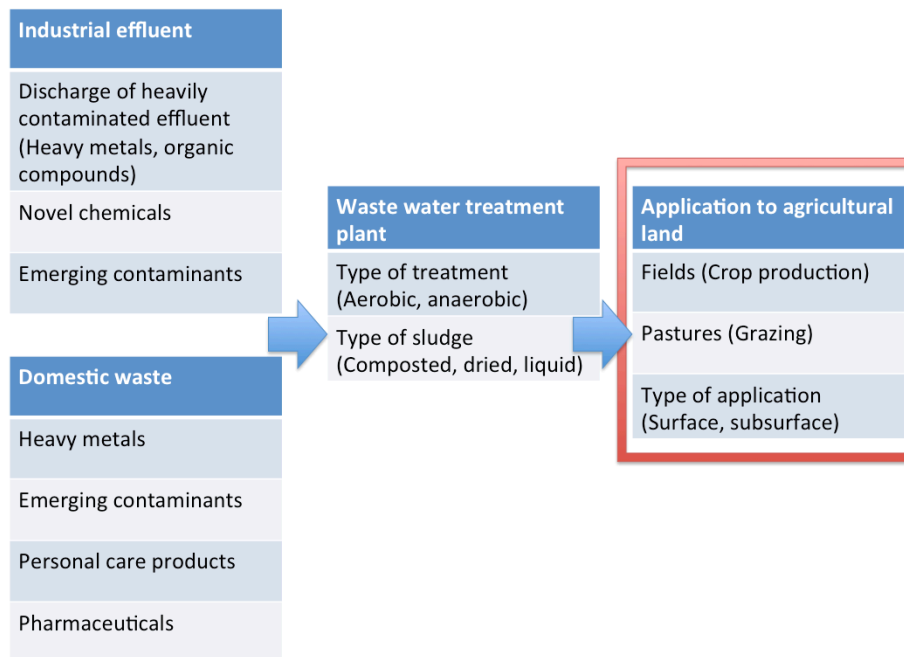 Industrial effluent
Discharge of heavily
contaminated effluent
(Heavy metals, organic
compounds)
Novel chemicals
Emerging contaminants
Domestic waste
Heavy metals
Emerging contaminants
Personal care products
Pharmaceuticals
Waste water treatment
plant
Type of treatment
(Aerobic, anaerobic)
Type of sludge
(Composted, dried, liquid)
Application to agricultural
land
Fields (Crop production)
Pastures (Grazing)
Type of application
(Surface, subsurface)